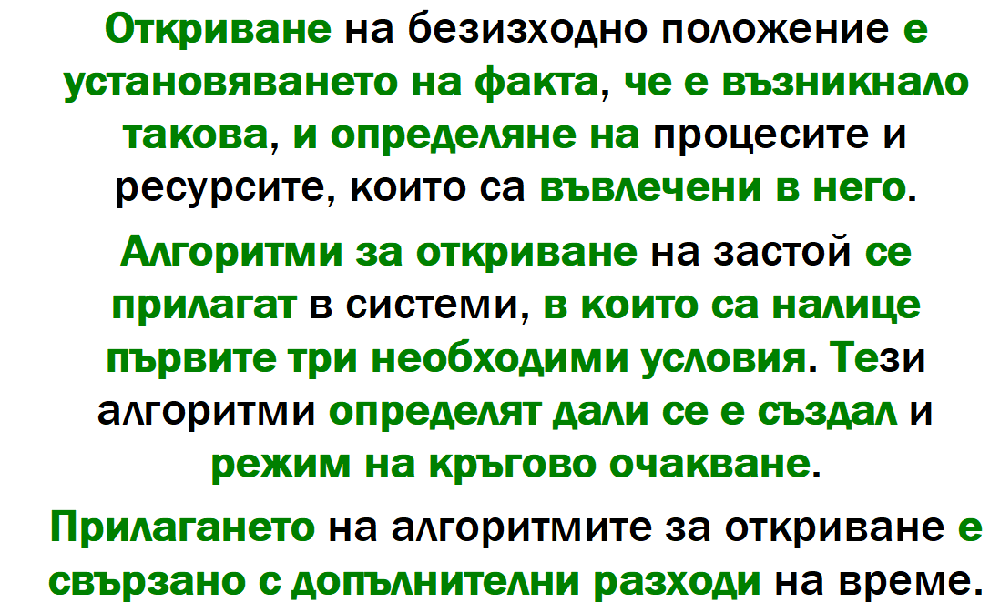 Откриване на безизходно положение е
установяването на факта, че е възникнало
такова, и определяне на процесите и
ресурсите, които са въвлечени в него.
Алгоритми за откриване на застой се
прилагат в системи, в които са налице
първите три необходими условия. Тези
алгоритми определят дали се е създал и
режим на кръгово очакване.
Прилагането на алгоритмите за откриване е
свързано с допълнителни разходи на време.